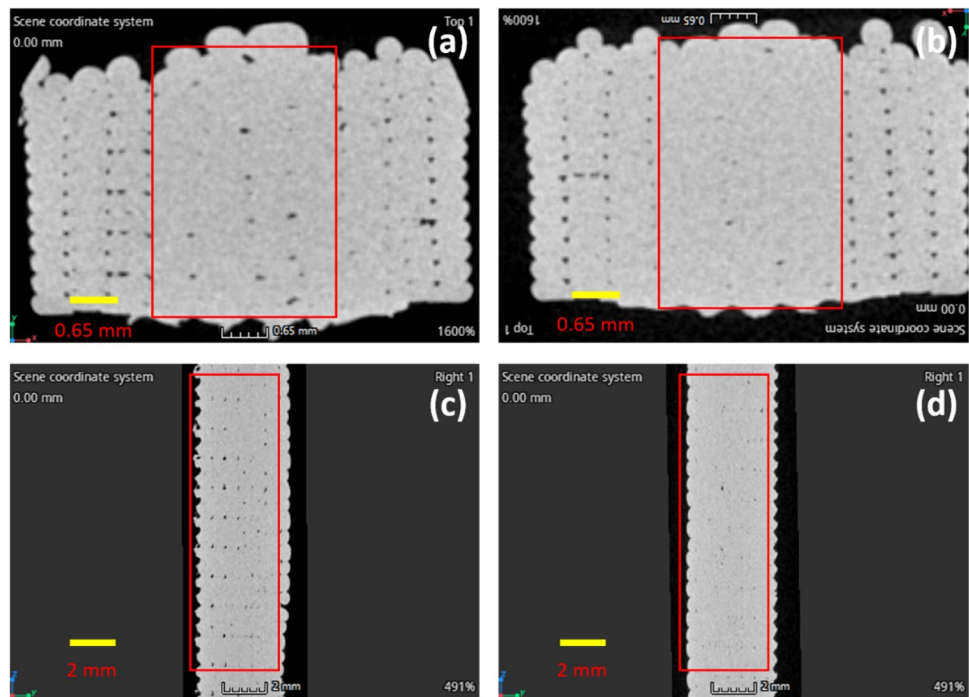 Scene coordinate system
0.00 mm
Top 1
(a)
0.65 mm
0.65 mm
1600%
y
x
1600%
0.65 mm
(b)
0.65 mm
Top 1
0.00 mm
Scene coordinate system
Scene coordinate system
0.00 mm
Right 1
(c)
2 mm
2 mm
491%
y
Scene coordinate system
0.00 mm
Right 1
(d)
2 mm
2 mm
491%
y